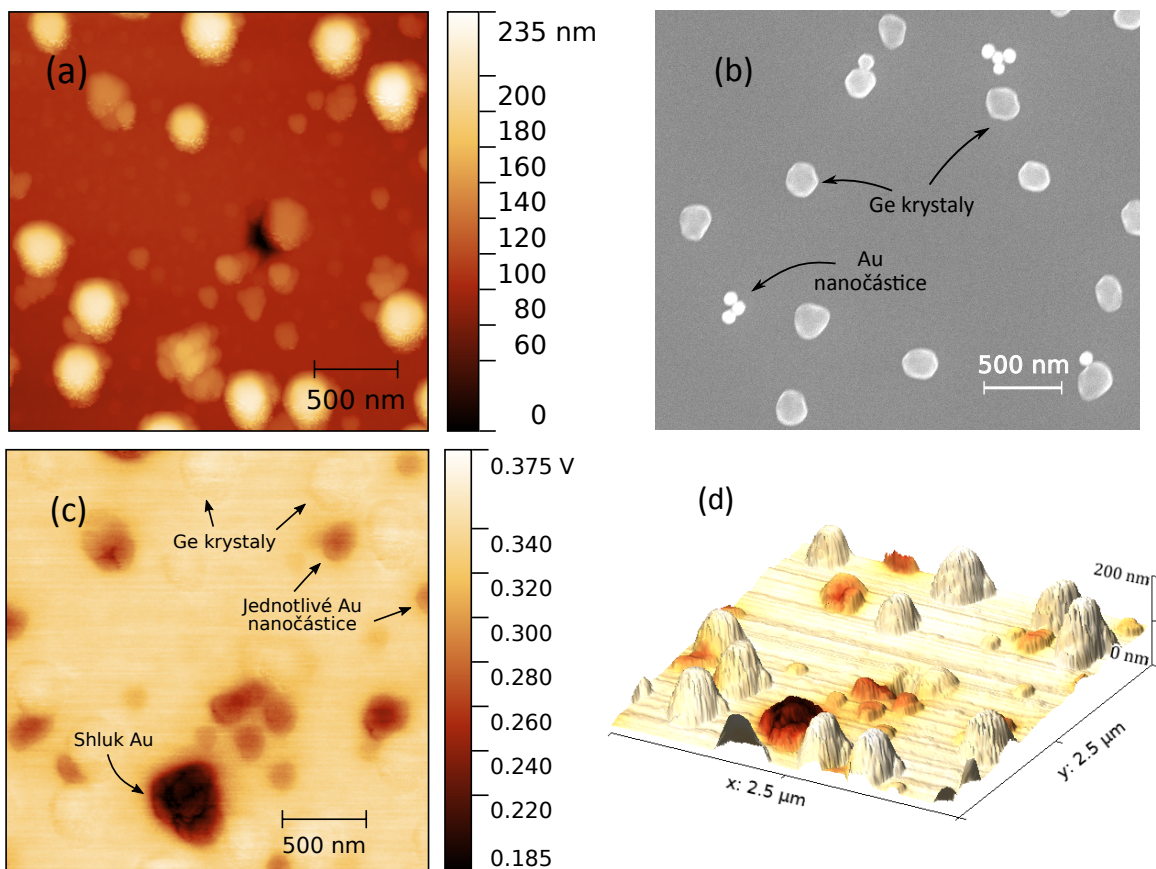 (a)
500 nm
235 nm
200
180
160
140
120
100
80
60
0
(b)
Ge krystaly
Au
nanočástice
500 nm
(c)
Ge krystaly
Jednotlivé Au
nanočástice
Shluk Au
500 nm
0.375 V
0.340
0.320
0.300
0.280
0.260
0.240
0.220
0.185
(d)
200 nm
0 nm
x: 2.5 µm
y: 2.5 µm